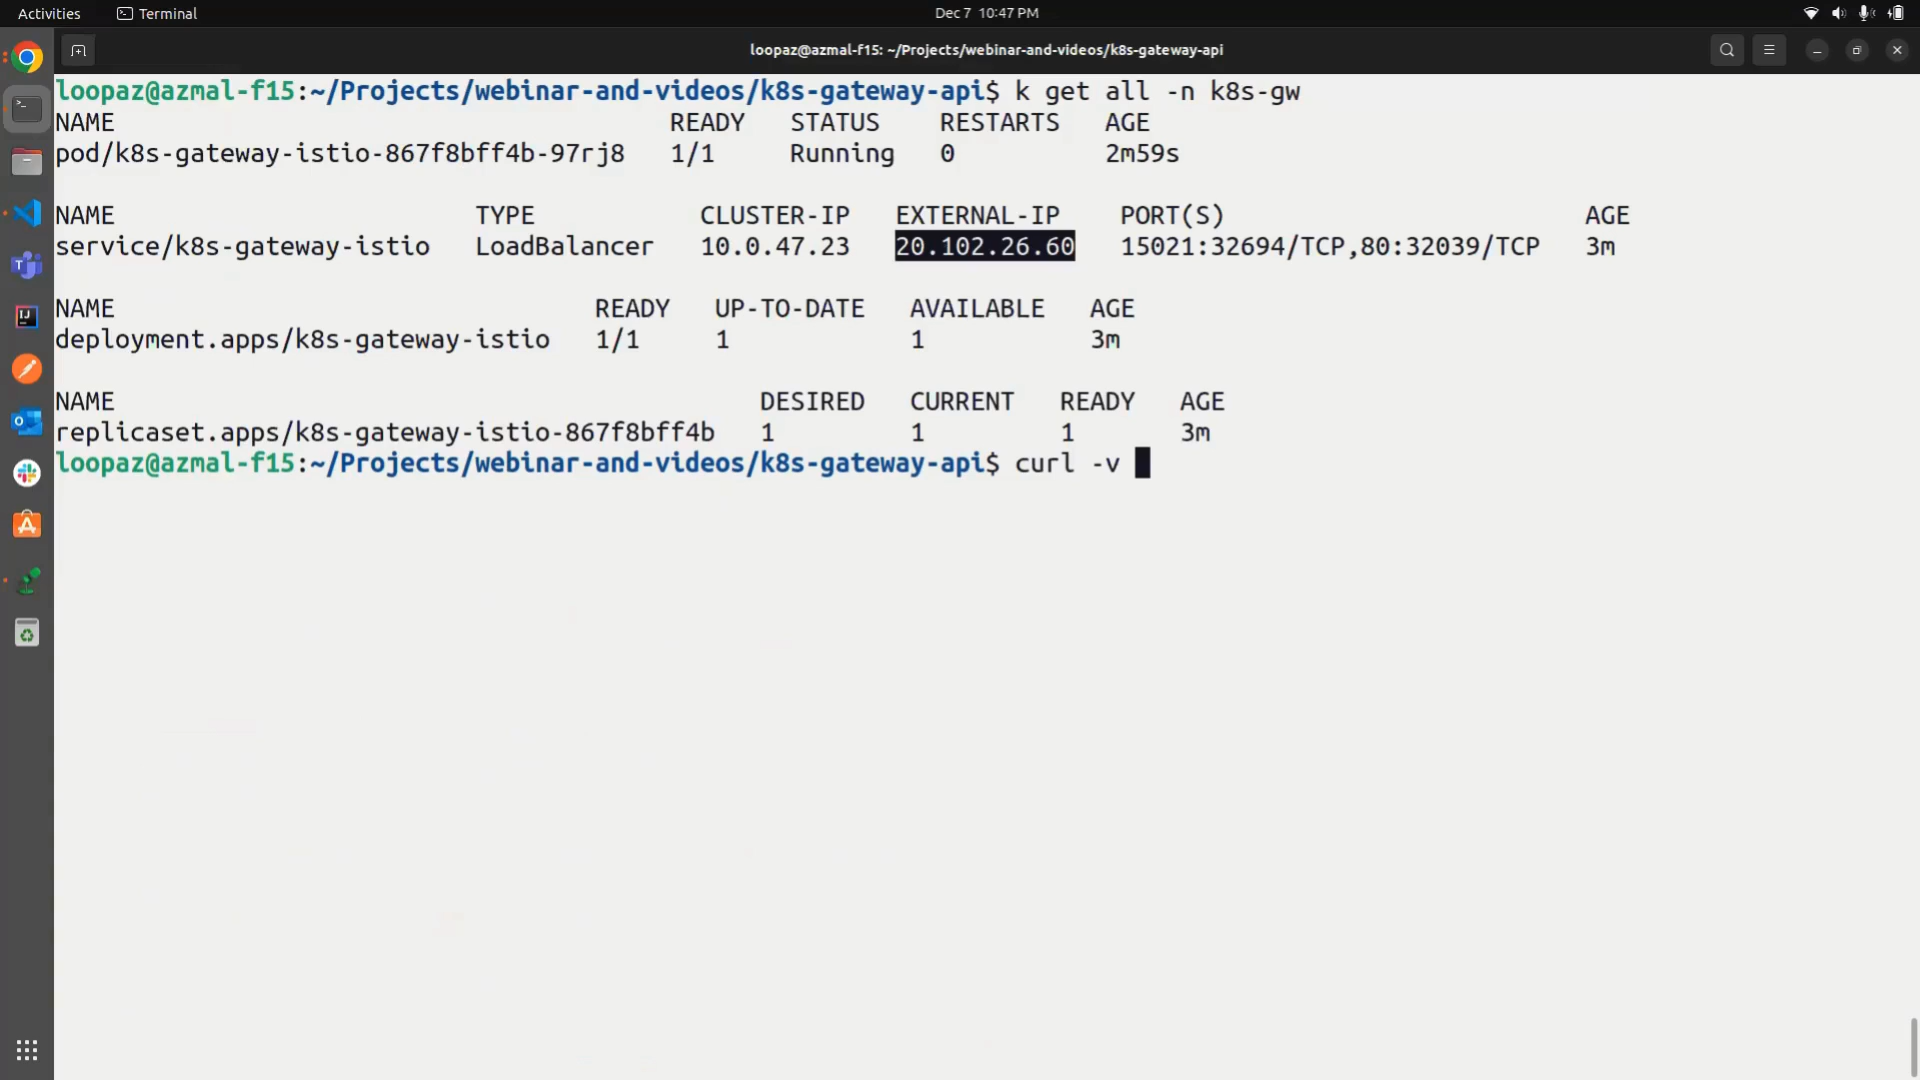 Activities Terminal Dec 7 10:47 PM
loopaz@azmal-f15: ~/Projects/webinar-and-videos/k8s-gateway-api
loopaz@azmal-f15:~/Projects/webinar-and-videos/k8s-gateway-api$ k get all -n k8s-gw
NAME READY STATUS RESTARTS AGE
pod/k8s-gateway-istio-867f8bff4b-97rj8 1/1 Running 0 2m59s
NAME TYPE CLUSTER-IP EXTERNAL-IP PORT(S) AGE
service/k8s-gateway-istio LoadBalancer 10.0.47.23 20.102.26.60 15021:32694/TCP,80:32039/TCP 3m
NAME READY UP-TO-DATE AVAILABLE AGE
deployment.apps/k8s-gateway-istio 1/1 1 1 3m
NAME DESIRED CURRENT READY AGE
replicaset.apps/k8s-gateway-istio-867f8bff4b 1 1 1 3m
loopaz@azmal-f15:~/Projects/webinar-and-videos/k8s-gateway-api$ curl -v